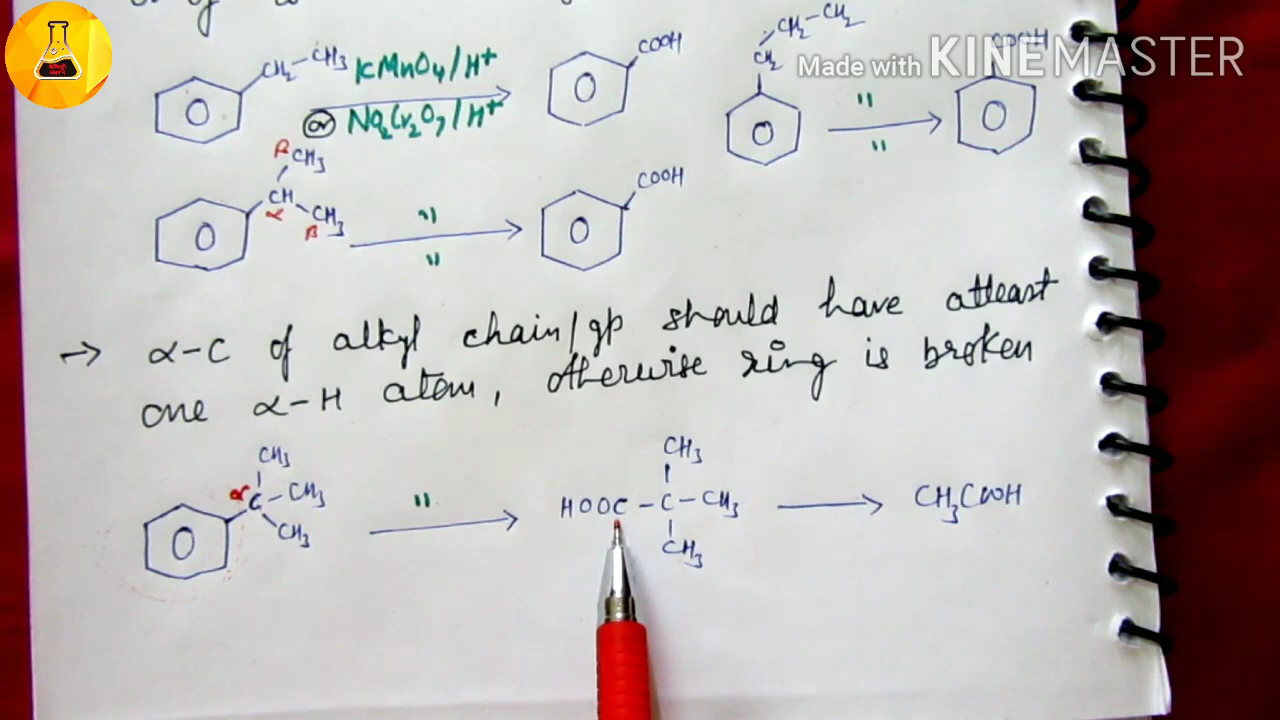 CH₂-CH₂
Made with KINEMASTER
CH₂-CH₃ KMnO₄/H⁺ COOH CH₂ COOH
or Na₂Cr₂O₇/H⁺ " "
β CH₃
CH α CH₃ β " " COOH
→ α-C of alkyl chain/gp should have atleast
one α-H atom, otherwise ring is broken
CH₃ CH₃
α C-CH₃ " HOOC-C-CH₃ → CH₃COOH
CH₃ CH₃